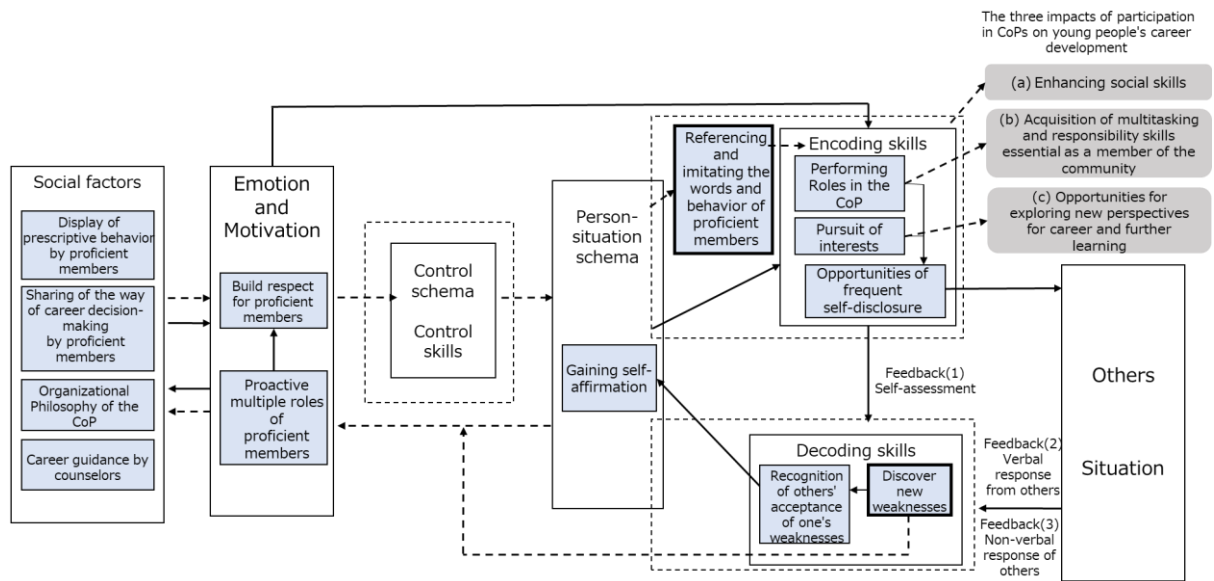 The three impacts of participation
in CoPs on young people's career
development
(a) Enhancing social skills
(b) Acquisition of multitasking
and responsibility skills
essential as a member of the
community
(c) Opportunities for
exploring new perspectives
for career and further
learning
Social factors
Display of
prescriptive behavior
by proficient
members
Sharing of the way
of career decision-
making
by proficient
members
Organizational
Philosophy of the
CoP
Career guidance by
counselors
Emotion
and
Motivation
Build respect
for proficient
members
Proactive
multiple roles
of
proficient
members
Control
schema
Control
skills
Person-
situation
schema
Gaining self-
affirmation
Referencing
and
imitating the
words and
behavior of
proficient
members
Encoding skills
Performing
Roles in the
CoP
Pursuit of
interests
Opportunities of
frequent
self-disclosure
Feedback(1)
Self-assessment
Decoding skills
Recognition
of others'
acceptance
of one's
weaknesses
Discover
new
weaknesses
Others
Situation
Feedback(2)
Verbal
response
from others
Feedback(3)
Non-verbal
response of
others